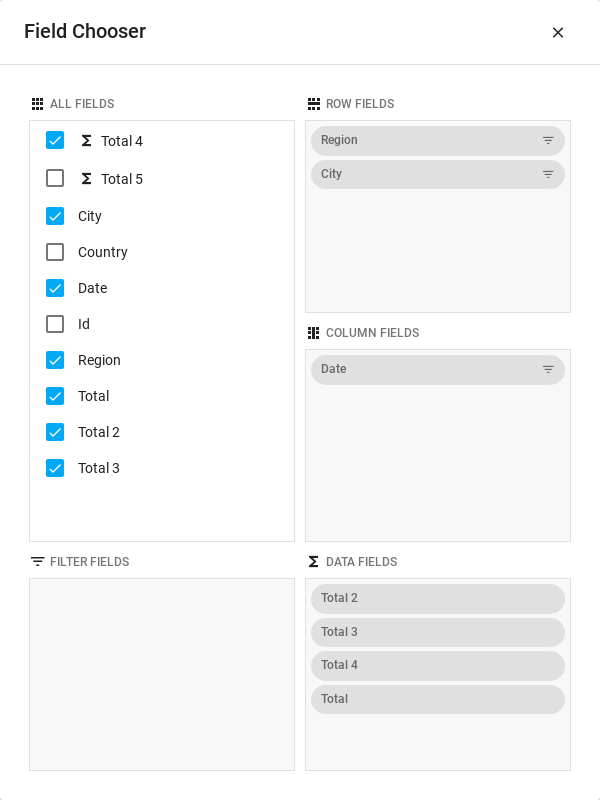 Field Chooser
ALL FIELDS
Total 4
Total 5
City
Country
Date
Id
Region
Total
Total 2
Total 3
ROW FIELDS
Region
City
COLUMN FIELDS
Date
FILTER FIELDS
DATA FIELDS
Total 2
Total 3
Total 4
Total